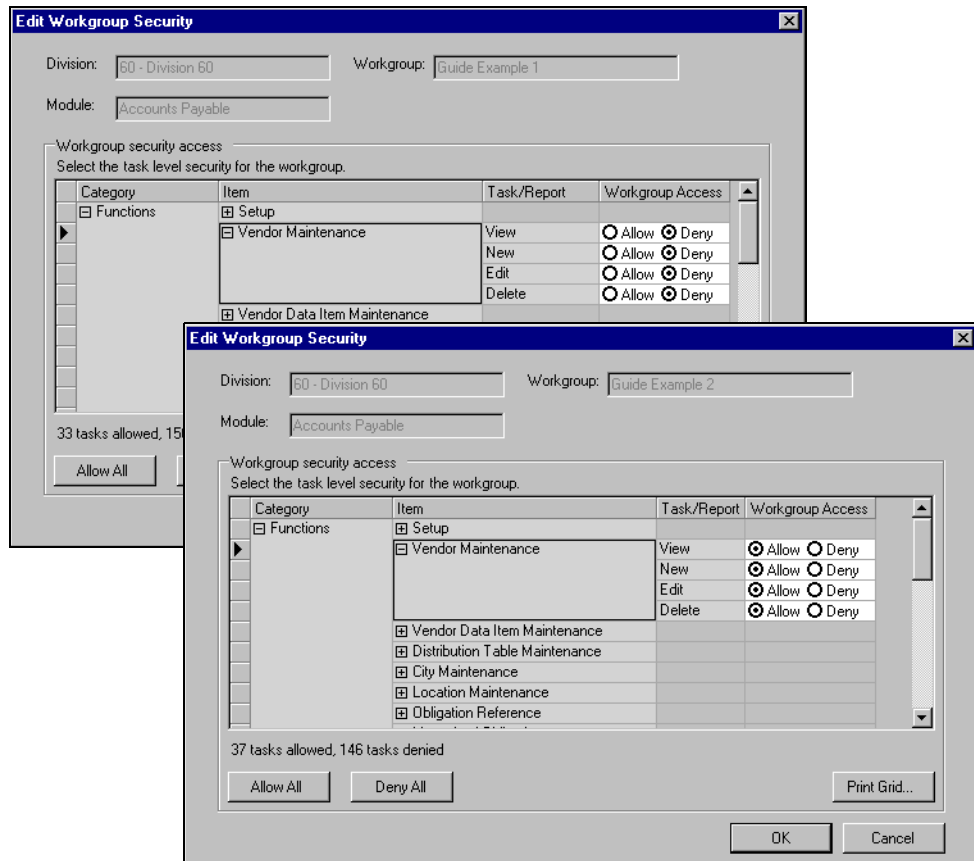 Edit Workgroup Security
Division: 60 - Division 60 Workgroup: Guide Example 1
Module: Accounts Payable
Workgroup security access
Select the task level security for the workgroup.
Category Item Task/Report Workgroup Access
Functions Setup
Vendor Maintenance View Allow Deny
New Allow Deny
Edit Allow Deny
Delete Allow Deny
Vendor Data Item Maintenance
33 tasks allowed, 150
Allow All
Edit Workgroup Security
Division: 60 - Division 60 Workgroup: Guide Example 2
Module: Accounts Payable
Workgroup security access
Select the task level security for the workgroup.
Category Item Task/Report Workgroup Access
Functions Setup
Vendor Maintenance View Allow Deny
New Allow Deny
Edit Allow Deny
Delete Allow Deny
Vendor Data Item Maintenance
Distribution Table Maintenance
City Maintenance
Location Maintenance
Obligation Reference
37 tasks allowed, 146 tasks denied
Allow All Deny All Print Grid...
OK Cancel